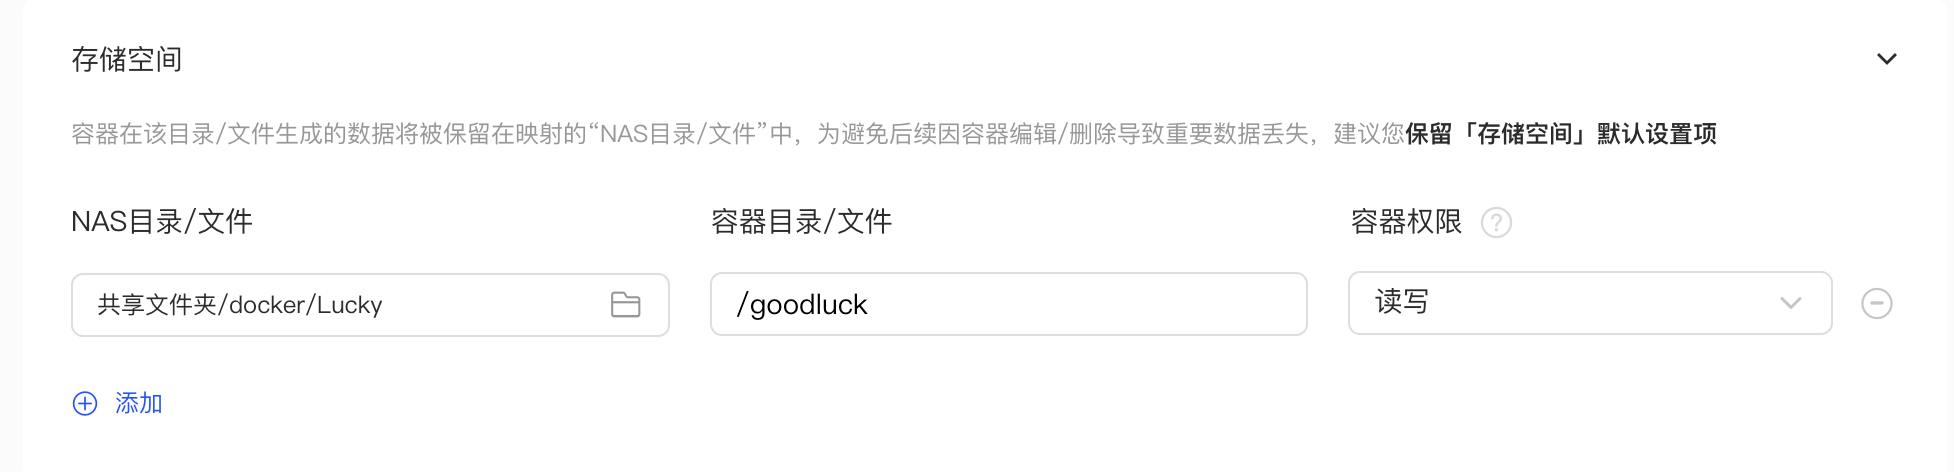 存储空间
容器在该目录/文件生成的数据将被保留在映射的“NAS目录/文件”中，为避免后续因容器编辑/删除导致重要数据丢失，建议您保留「存储空间」默认设置项
NAS目录/文件 容器目录/文件 容器权限 ?
共享文件夹/docker/Lucky /goodluck 读写
添加